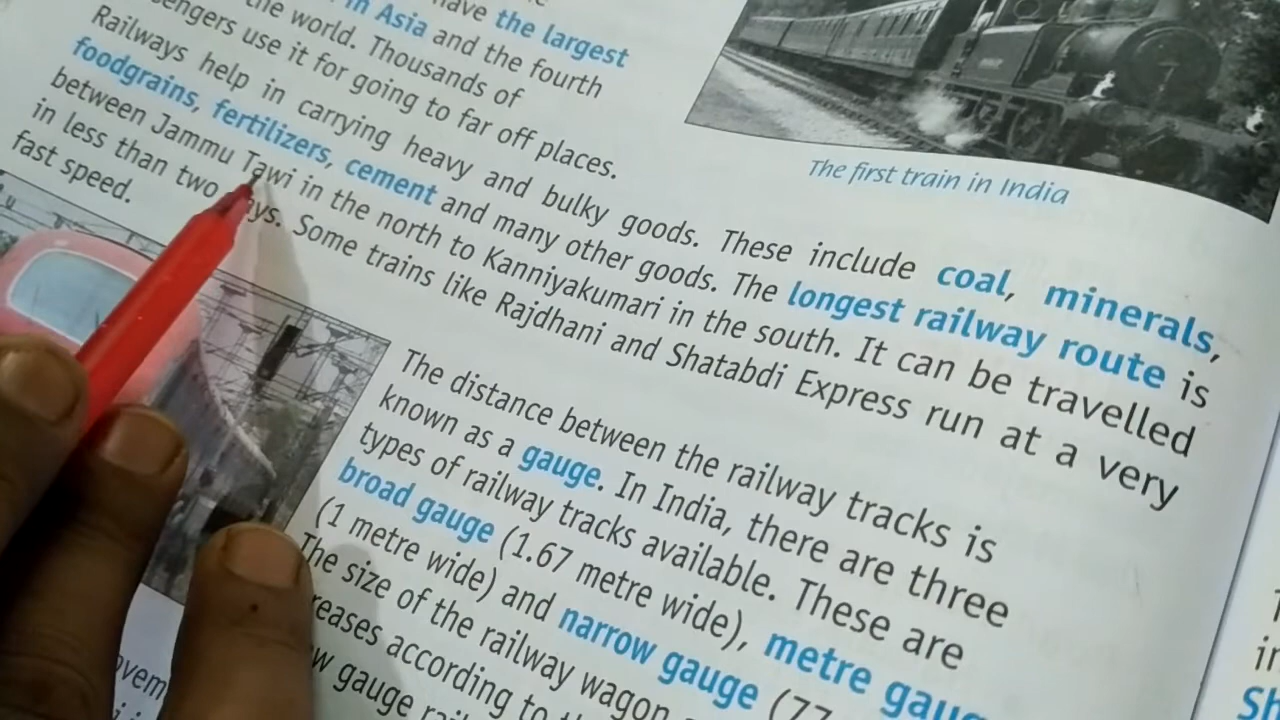 have the largest
in Asia and the fourth
the world. Thousands of
use it for going to far off places.
The first train in India
Railways help in carrying heavy and bulky goods. These include coal, minerals,
foodgrains, fertilizers, cement and many other goods. The longest railway route is
between Jammu Tawi in the north to Kanniyakumari in the south. It can be travelled
in less than two Some trains like Rajdhani and Shatabdi Express run at a very
fast speed.
The distance between the railway tracks is
known as a gauge. In India, there are three
types of railway tracks available. These are
broad gauge (1.67 metre wide), metre
(1 metre wide) and narrow gauge (77
The size of the railway wagon
according to
gauge